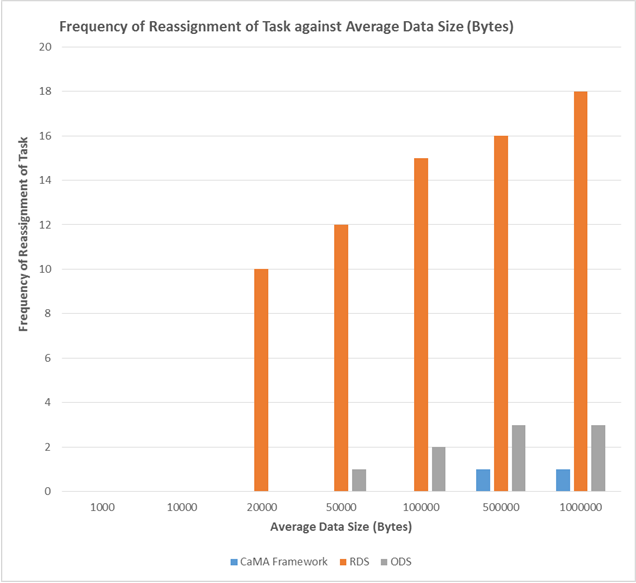 Frequency of Reassignment of Task against Average Data Size (Bytes)
20
18
16
14
12
10
8
6
4
2
0
Frequency of Reassignment of Task
1000 10000 20000 50000 100000 500000 1000000
Average Data Size (Bytes)
CaMA Framework RDS ODS